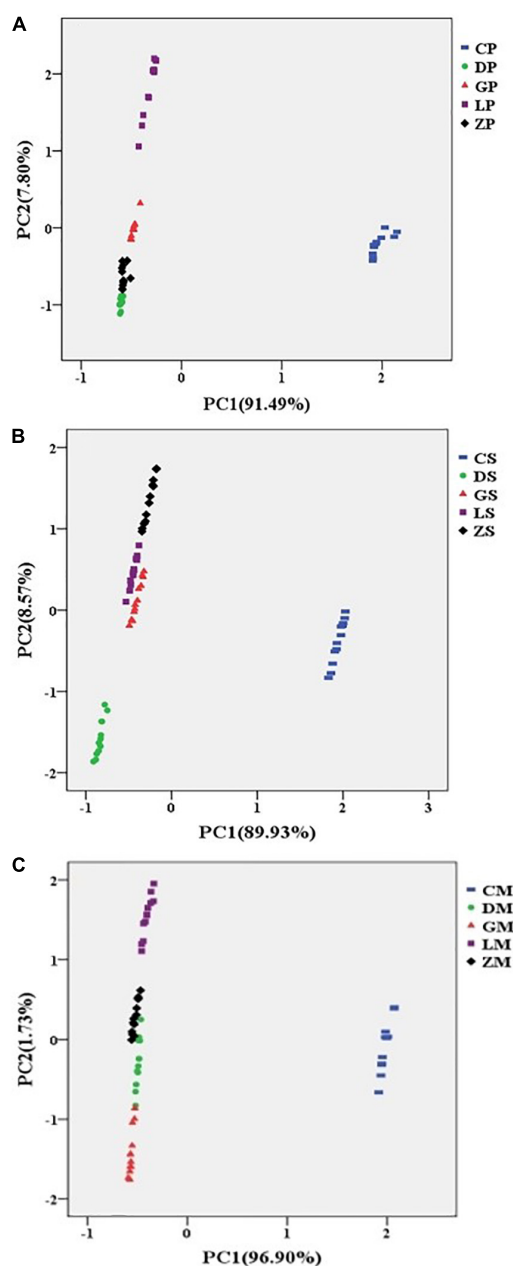 A
CP
DP
GP
LP
ZP
2
1
0
-1
PC2(7.80%)
-1 0 1 2
PC1(91.49%)
B
CS
DS
GS
LS
ZS
2
1
0
-1
-2
PC2(8.57%)
-1 0 1 2 3
PC1(89.93%)
C
CM
DM
GM
LM
ZM
2
1
0
-1
-2
PC2(1.73%)
-1 0 1 2
PC1(96.90%)